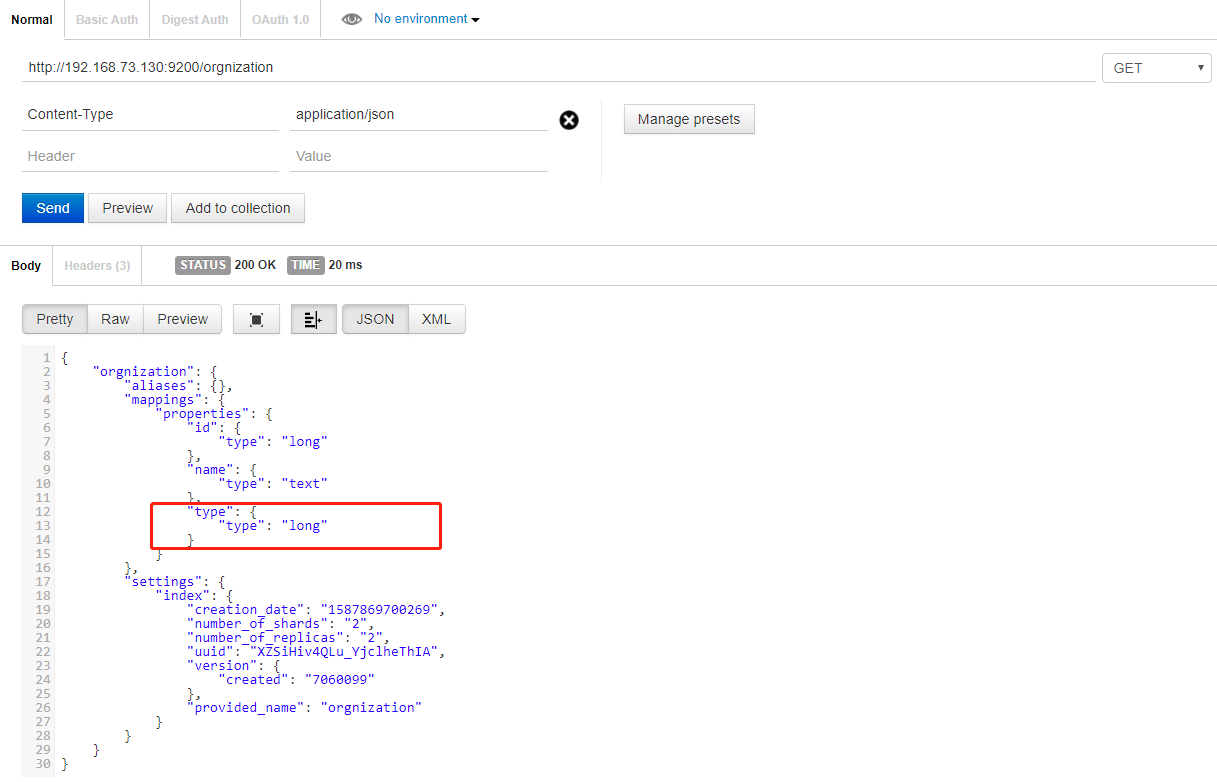 Normal Basic Auth Digest Auth OAuth 1.0 No environment
http://192.168.73.130:9200/orgnization GET
Content-Type application/json Manage presets
Header Value
Send Preview Add to collection
Body Headers (3) STATUS 200 OK TIME 20 ms
Pretty Raw Preview JSON XML
1 {
2 "orgnization": {
3 "aliases": {},
4 "mappings": {
5 "properties": {
6 "id": {
7 "type": "long"
8 },
9 "name": {
10 "type": "text"
11 },
12 "type": {
13 "type": "long"
14 }
15 }
16 },
17 "settings": {
18 "index": {
19 "creation_date": "1587869700269",
20 "number_of_shards": "2",
21 "number_of_replicas": "2",
22 "uuid": "XZSiHiv4QLu_YjclheThIA",
23 "version": {
24 "created": "7060099"
25 },
26 "provided_name": "orgnization"
27 }
28 }
29 }
30 }